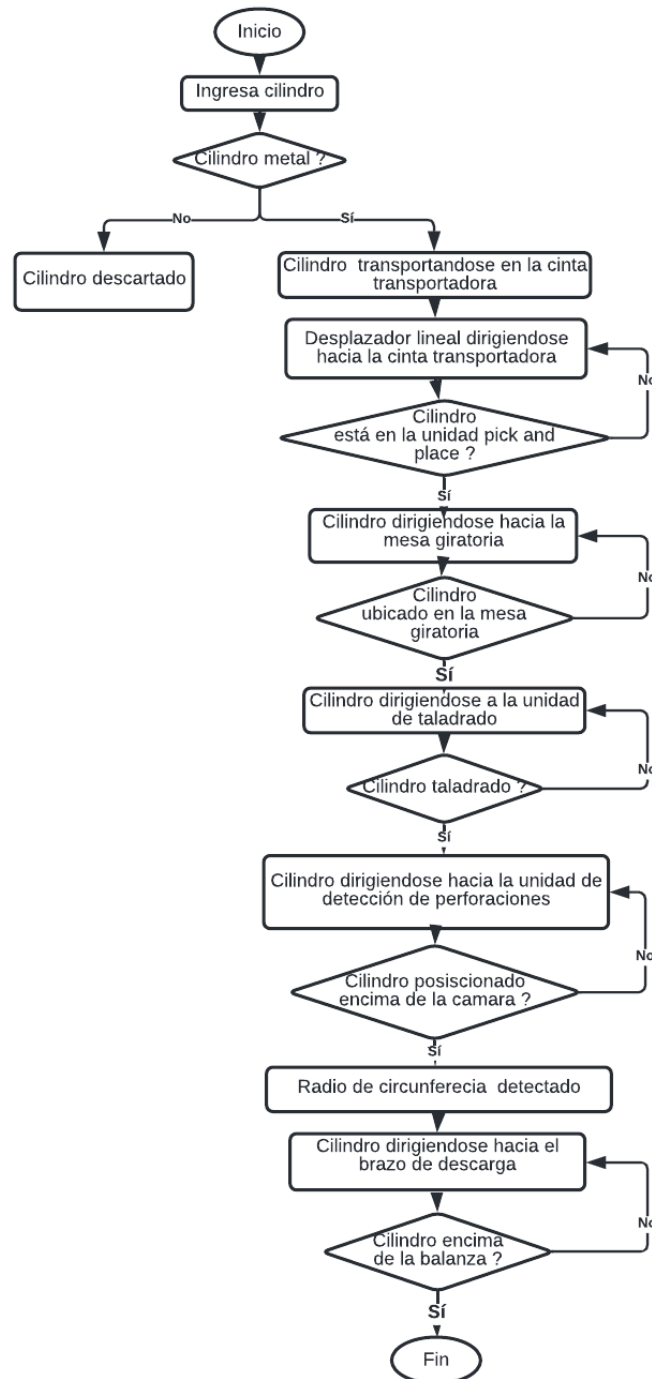 Inicio
Ingresa cilindro
Cilindro metal ?
No
Sí
Cilindro descartado
Cilindro transportandose en la cinta
transportadora
Desplazador lineal dirigiendose
hacia la cinta transportadora
No
Cilindro
está en la unidad pick and
place ?
Sí
Cilindro dirigiendose hacia la
mesa giratoria
No
Cilindro
ubicado en la mesa
giratoria
Sí
Cilindro dirigiendose a la unidad
de taladrado
No
Cilindro taladrado ?
Sí
Cilindro dirigiendose hacia la unidad de
detección de perforaciones
No
Cilindro posiscionado
encima de la camara ?
Sí
Radio de circunferecia detectado
Cilindro dirigiendose hacia el
brazo de descarga
No
Cilindro encima
de la balanza ?
Sí
Fin